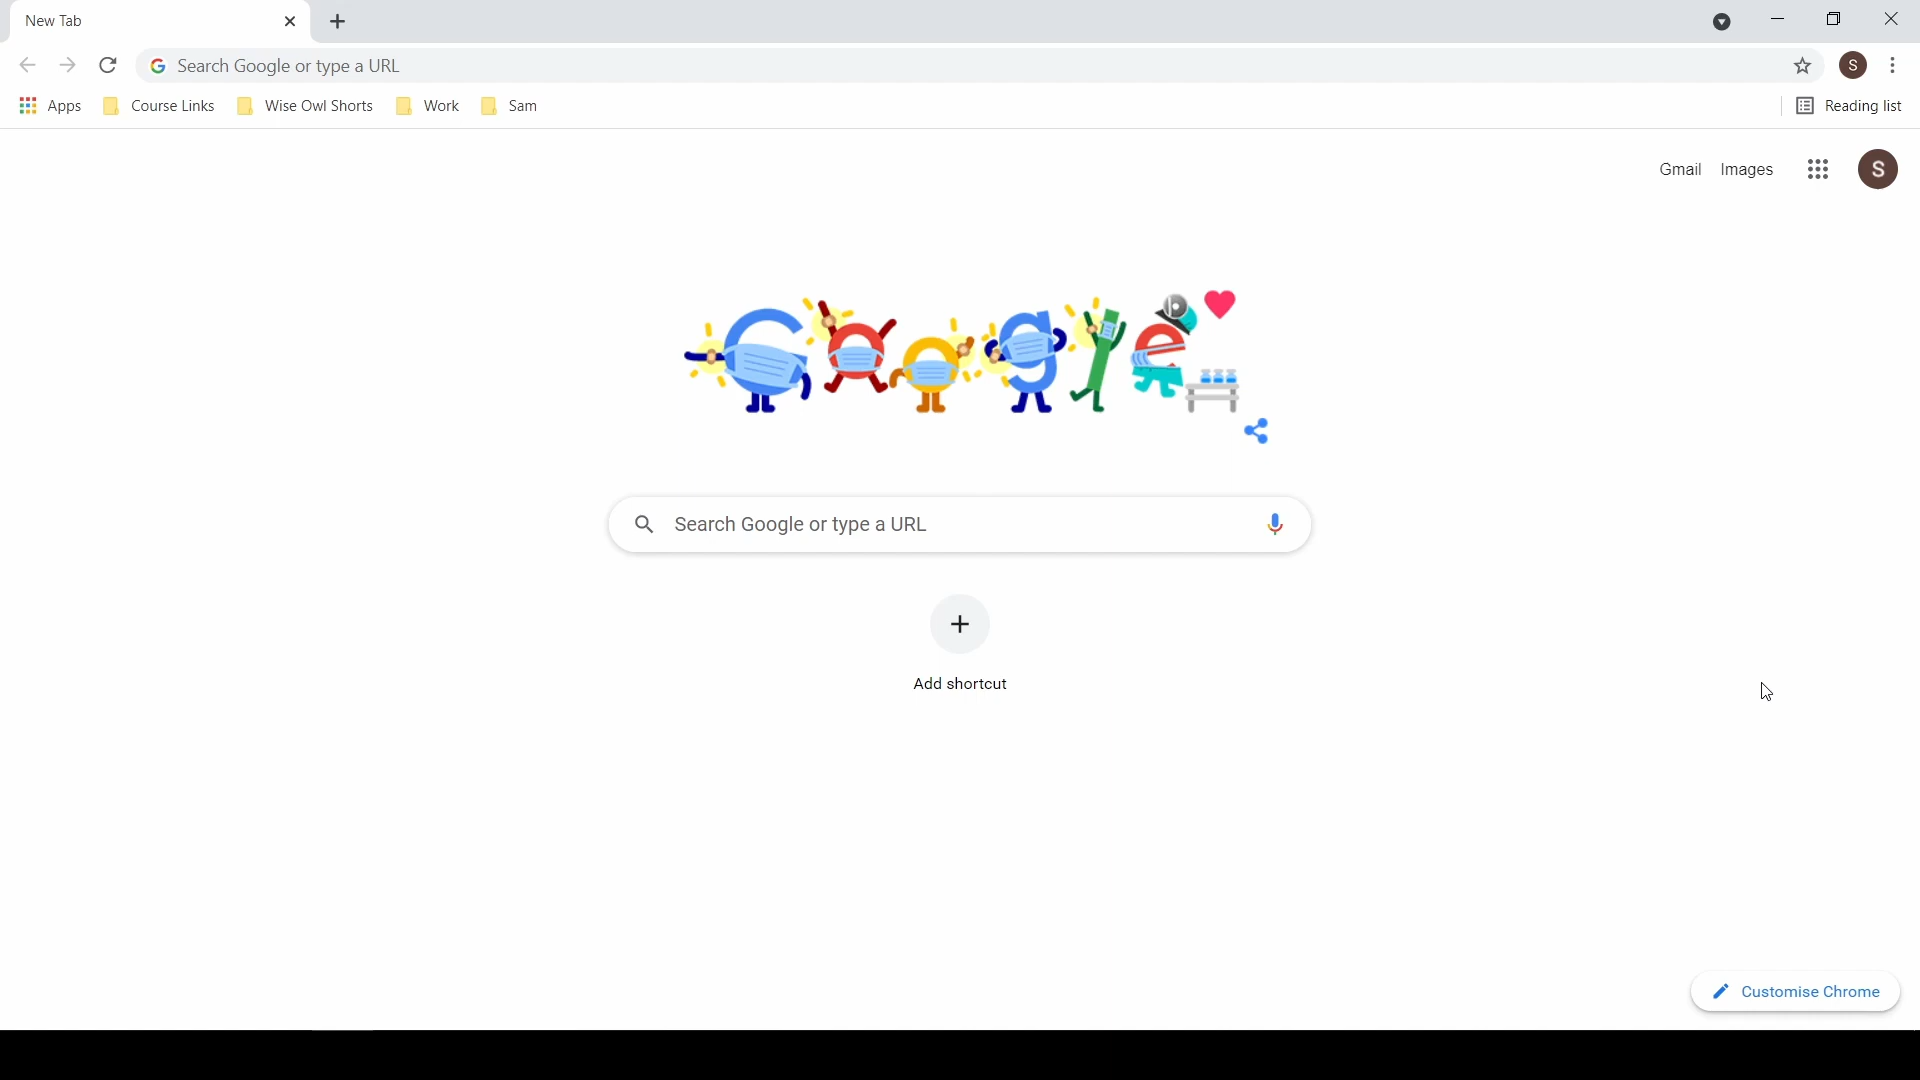 New Tab
Search Google or type a URL
S
Apps
Course Links
Wise Owl Shorts
Work
Sam
Reading list
Gmail
Images
S
Google
Search Google or type a URL
Add shortcut
Customise Chrome